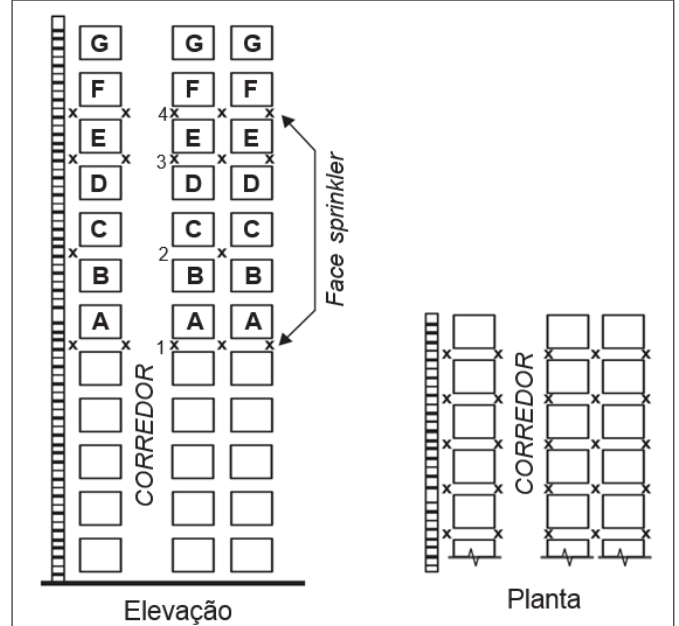 G G G
F F F
4
E E E
3
D D D
C C C
2
B B B
A A A
1
CORREDOR
Face sprinkler
Elevação
CORREDOR
Planta